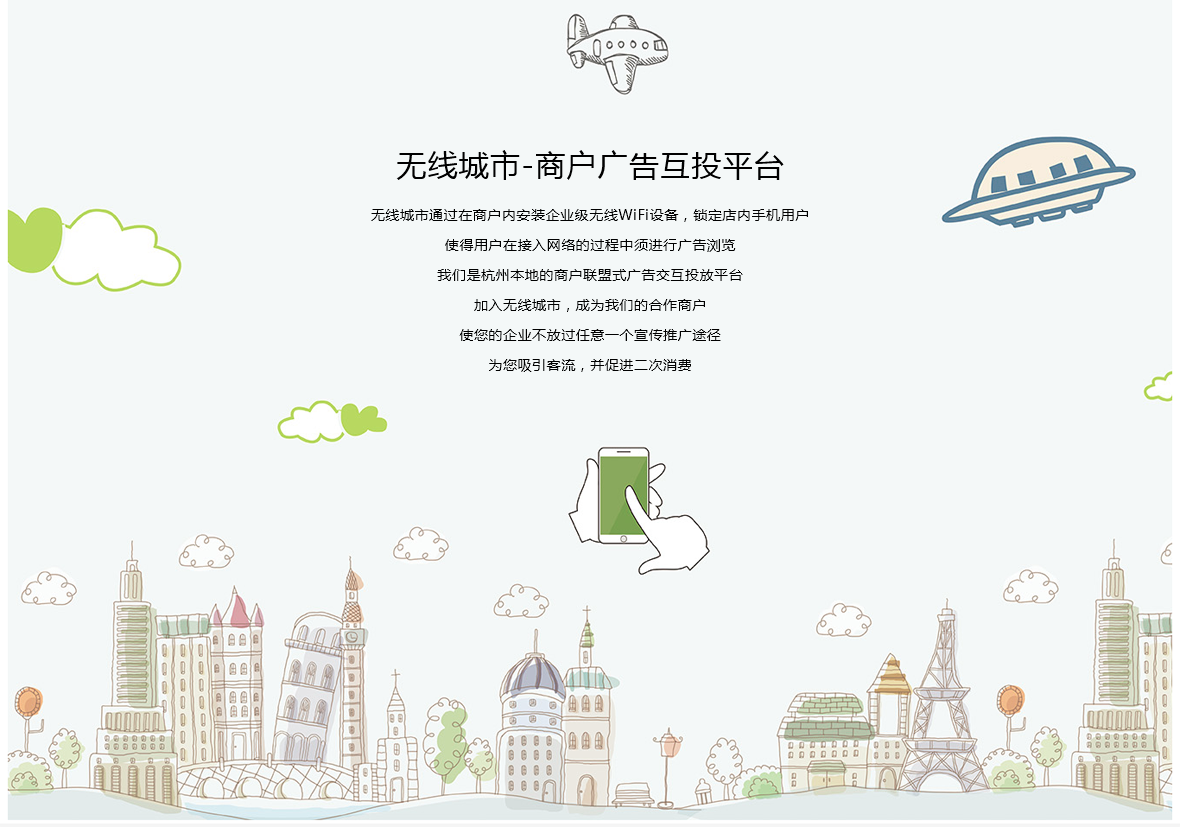 无线城市-商户广告互投平台
无线城市通过在商户内安装企业级无线WiFi设备，锁定店内手机用户
使得用户在接入网络的过程中须进行广告浏览
我们是杭州本地的商户联盟式广告交互投放平台
加入无线城市，成为我们的合作商户
使您的企业不放过任意一个宣传推广途径
为您吸引客流，并促进二次消费